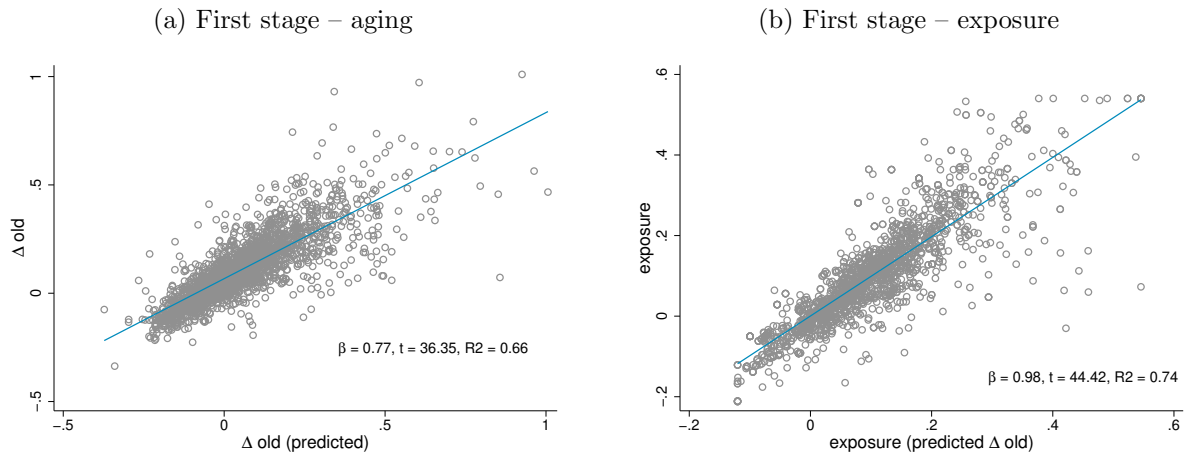 (a) First stage – aging
(b) First stage – exposure
1
.5
0
-.5
Δ old
β = 0.77, t = 36.35, R2 = 0.66
-.5
0
.5
1
Δ old (predicted)
.6
.4
.2
0
-.2
exposure
β = 0.98, t = 44.42, R2 = 0.74
-.2
0
.2
.4
.6
exposure (predicted Δ old)